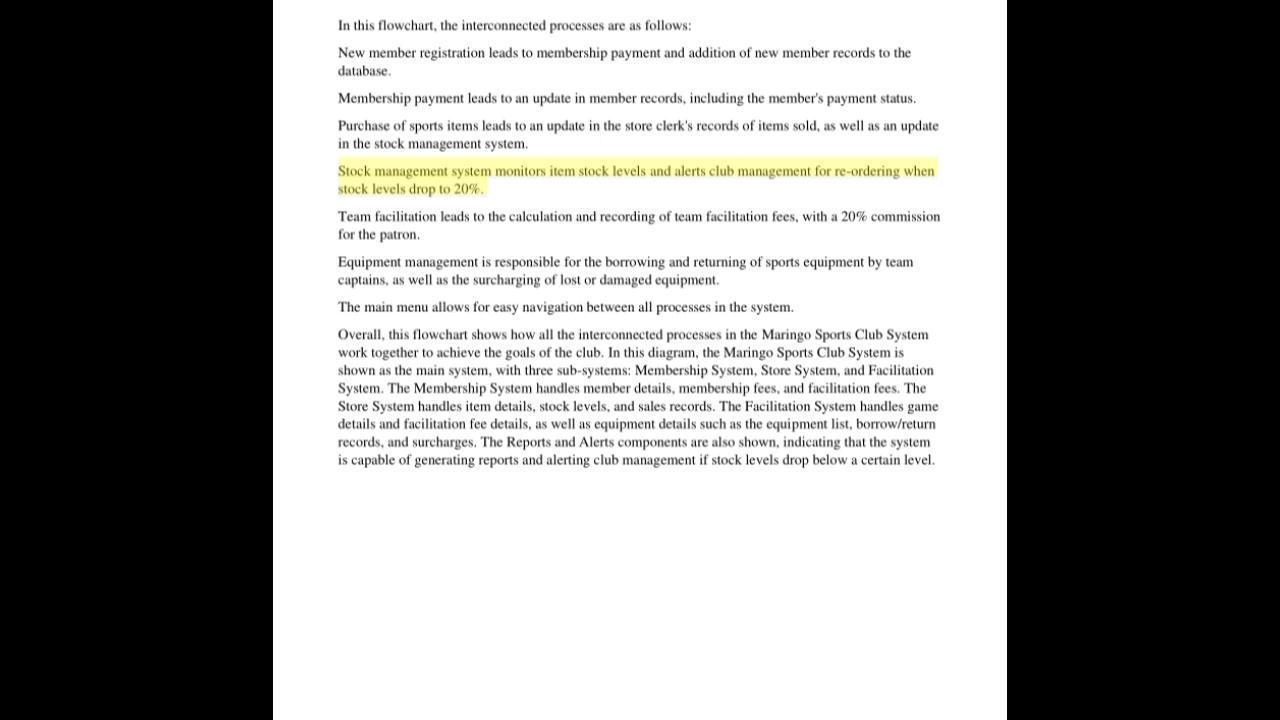 In this flowchart, the interconnected processes are as follows:
New member registration leads to membership payment and addition of new member records to the
database.
Membership payment leads to an update in member records, including the member's payment status.
Purchase of sports items leads to an update in the store clerk's records of items sold, as well as an update
in the stock management system.
Stock management system monitors item stock levels and alerts club management for re-ordering when
stock levels drop to 20%.
Team facilitation leads to the calculation and recording of team facilitation fees, with a 20% commission
for the patron.
Equipment management is responsible for the borrowing and returning of sports equipment by team
captains, as well as the surcharging of lost or damaged equipment.
The main menu allows for easy navigation between all processes in the system.
Overall, this flowchart shows how all the interconnected processes in the Maringo Sports Club System
work together to achieve the goals of the club. In this diagram, the Maringo Sports Club System is
shown as the main system, with three sub-systems: Membership System, Store System, and Facilitation
System. The Membership System handles member details, membership fees, and facilitation fees. The
Store System handles item details, stock levels, and sales records. The Facilitation System handles game
details and facilitation fee details, as well as equipment details such as the equipment list, borrow/return
records, and surcharges. The Reports and Alerts components are also shown, indicating that the system
is capable of generating reports and alerting club management if stock levels drop below a certain level.